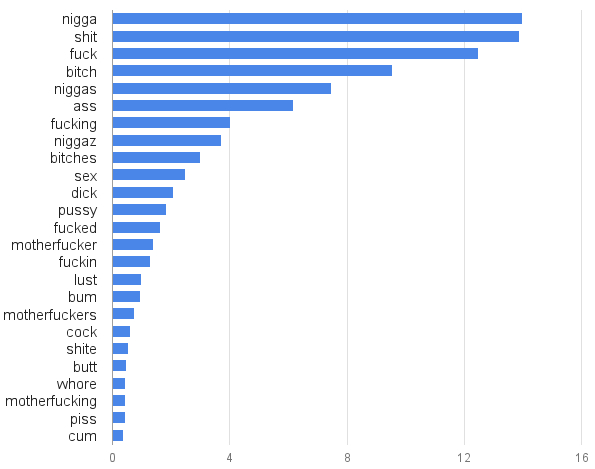 nigga
shit
fuck
bitch
niggas
ass
fucking
niggaz
bitches
sex
dick
pussy
fucked
motherfucker
fuckin
lust
bum
motherfuckers
cock
shite
butt
whore
motherfucking
piss
cum
0 4 8 12 16